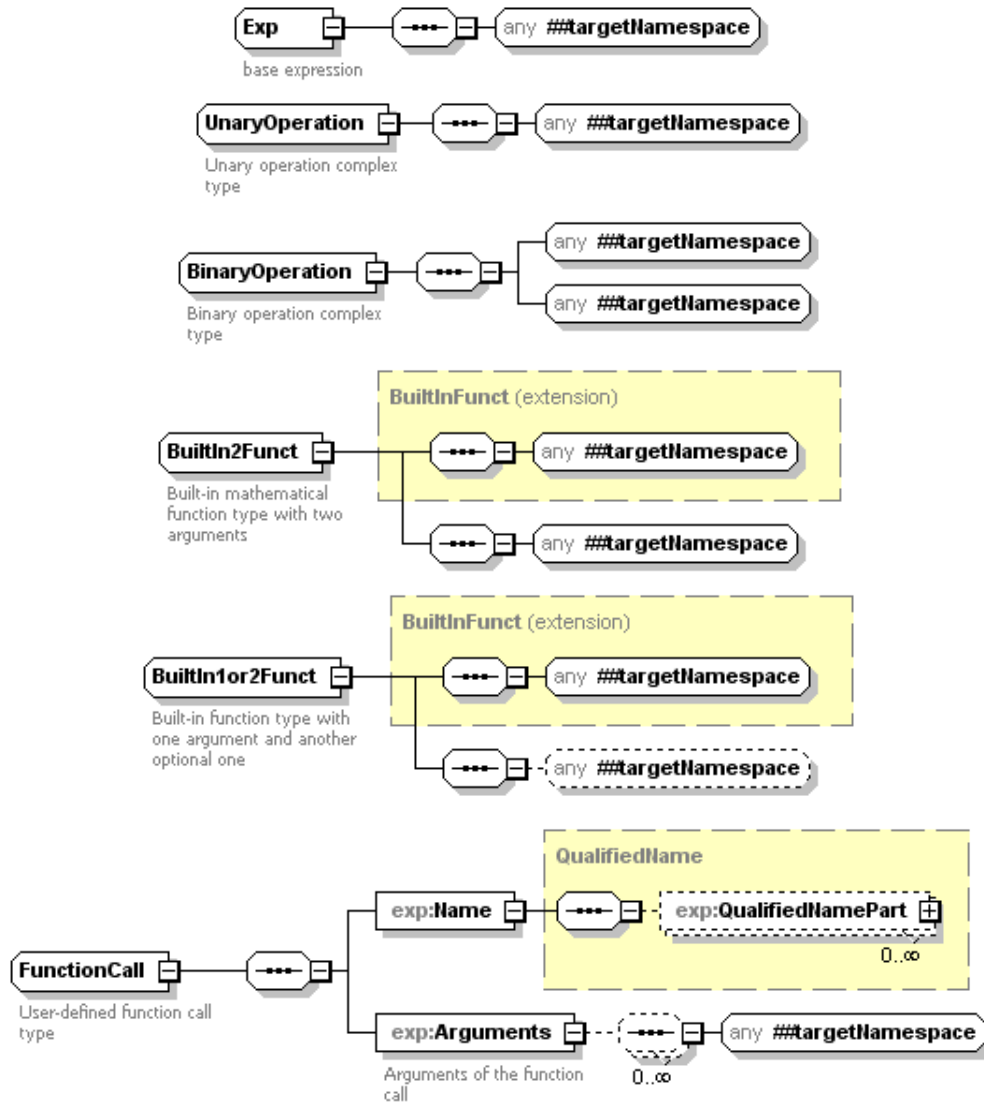 Exp
any ##targetNamespace
base expression
UnaryOperation
any ##targetNamespace
Unary operation complex
type
any ##targetNamespace
BinaryOperation
any ##targetNamespace
Binary operation complex
type
BuiltInFunct (extension)
BuiltIn2Funct
any ##targetNamespace
Built-in mathematical
function type with two
arguments
any ##targetNamespace
BuiltInFunct (extension)
BuiltIn1or2Funct
any ##targetNamespace
Built-in function type with
one argument and another
optional one
any ##targetNamespace
QualifiedName
exp:Name
exp:QualifiedNamePart
0..∞
FunctionCall
User-defined function call
type
exp:Arguments
any ##targetNamespace
0..∞
Arguments of the function
call